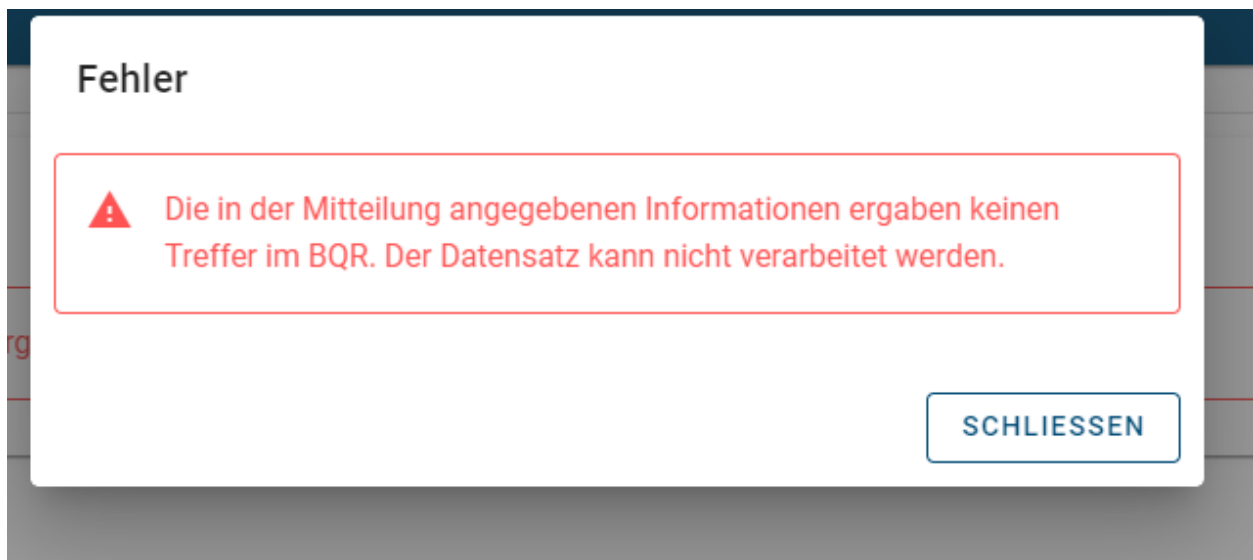 Fehler
Die in der Mitteilung angegebenen Informationen ergaben keinen
Treffer im BQR. Der Datensatz kann nicht verarbeitet werden.
rg
SCHLIESSEN